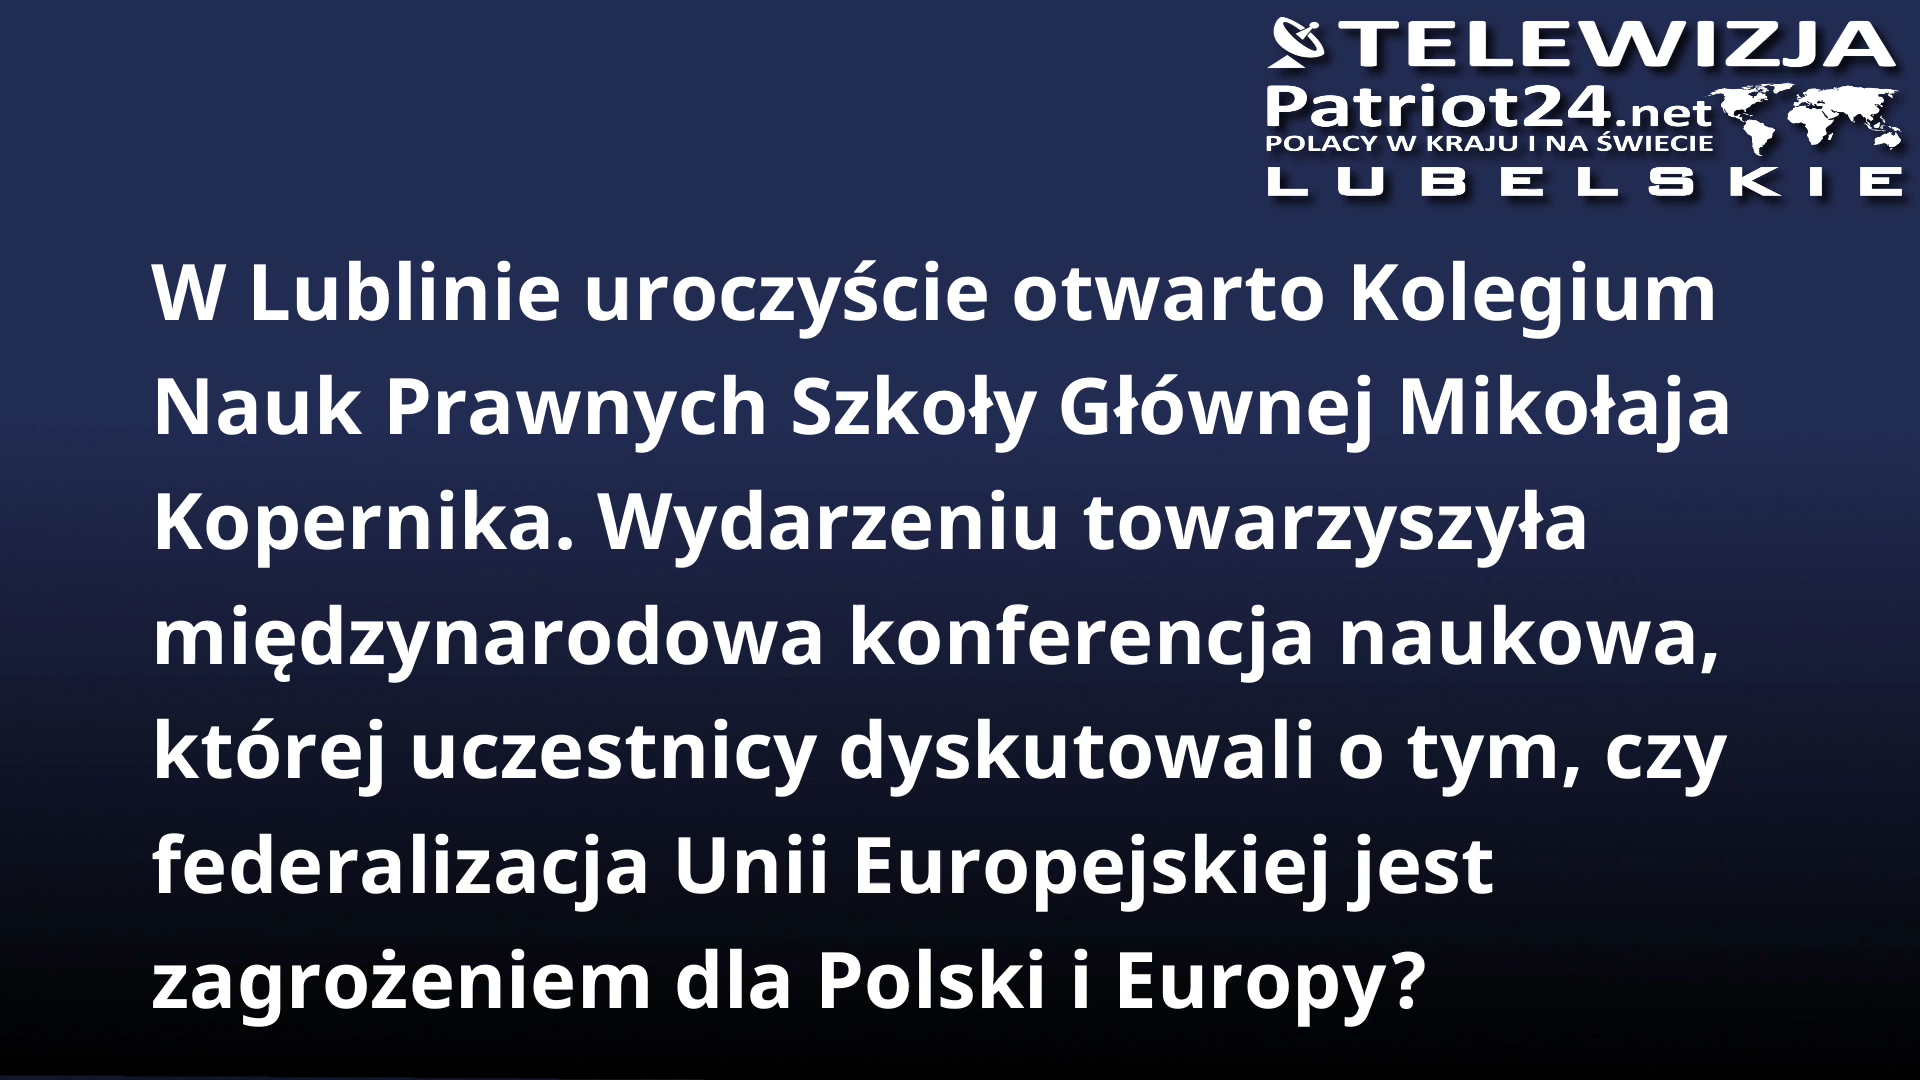 TELEWIZJA
Patriot24.net
POLACY W KRAJU I NA ŚWIECIE
LUBELSKIE
W Lublinie uroczyście otwarto Kolegium
Nauk Prawnych Szkoły Głównej Mikołaja
Kopernika. Wydarzeniu towarzyszyła
międzynarodowa konferencja naukowa,
której uczestnicy dyskutowali o tym, czy
federalizacja Unii Europejskiej jest
zagrożeniem dla Polski i Europy?